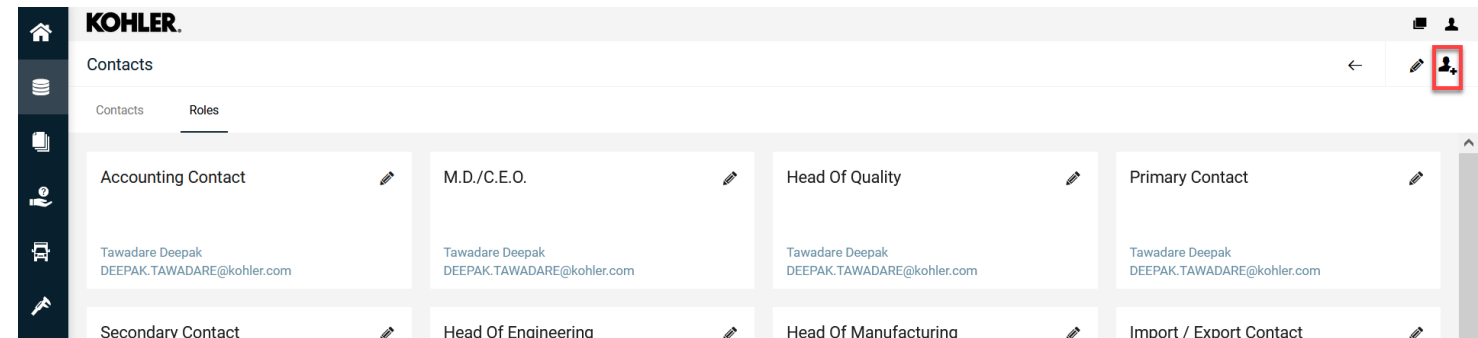 KOHLER.
Contacts
Contacts Roles
Accounting Contact M.D./C.E.O. Head Of Quality Primary Contact
Tawadare Deepak Tawadare Deepak Tawadare Deepak Tawadare Deepak
DEEPAK.TAWADARE@kohler.com DEEPAK.TAWADARE@kohler.com DEEPAK.TAWADARE@kohler.com DEEPAK.TAWADARE@kohler.com
Secondary Contact Head Of Engineering Head Of Manufacturing Import / Export Contact